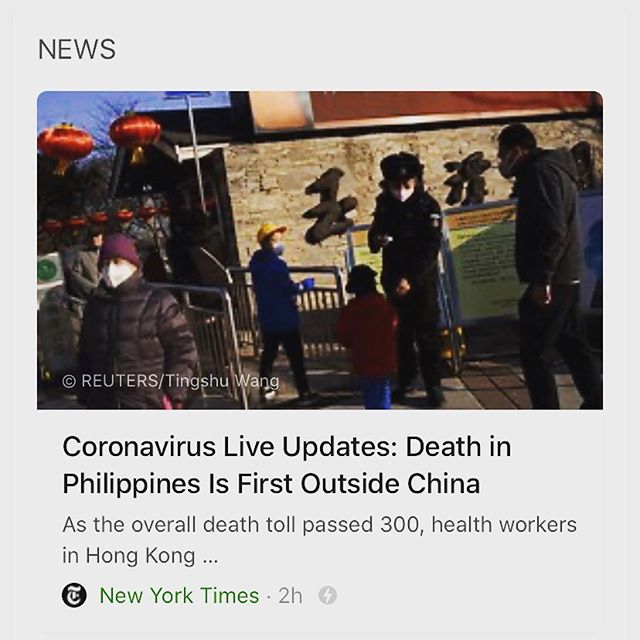 NEWS
© REUTERS/Tingshu Wang
Coronavirus Live Updates: Death in
Philippines Is First Outside China
As the overall death toll passed 300, health workers
in Hong Kong ...
New York Times · 2h